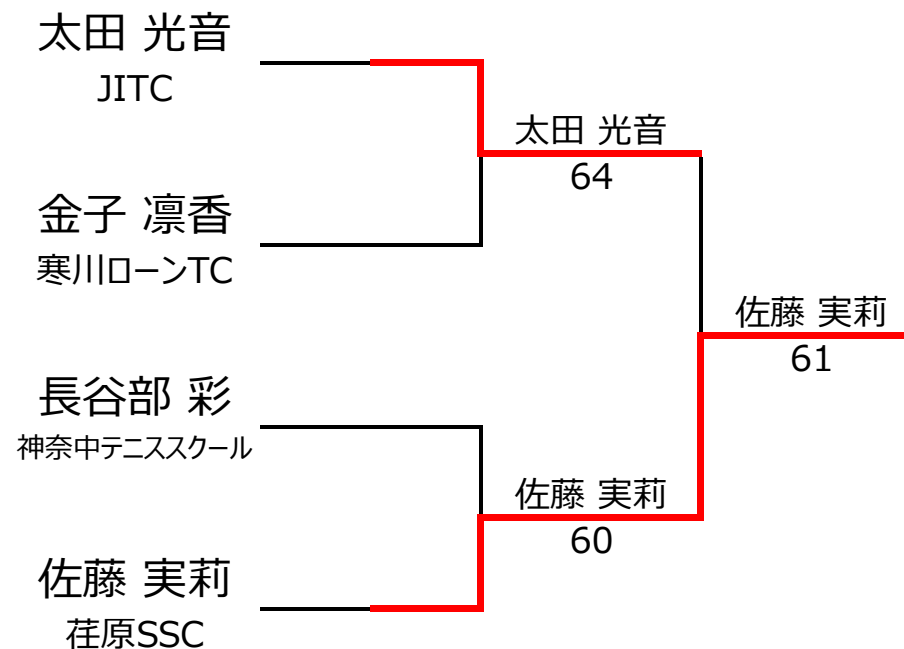 太田 光音
JITC
金子 凛香
寒川ローンTC
長谷部 彩
神奈中テニススクール
佐藤 実莉
荏原SSC
太田 光音
64
佐藤 実莉
60
佐藤 実莉
61